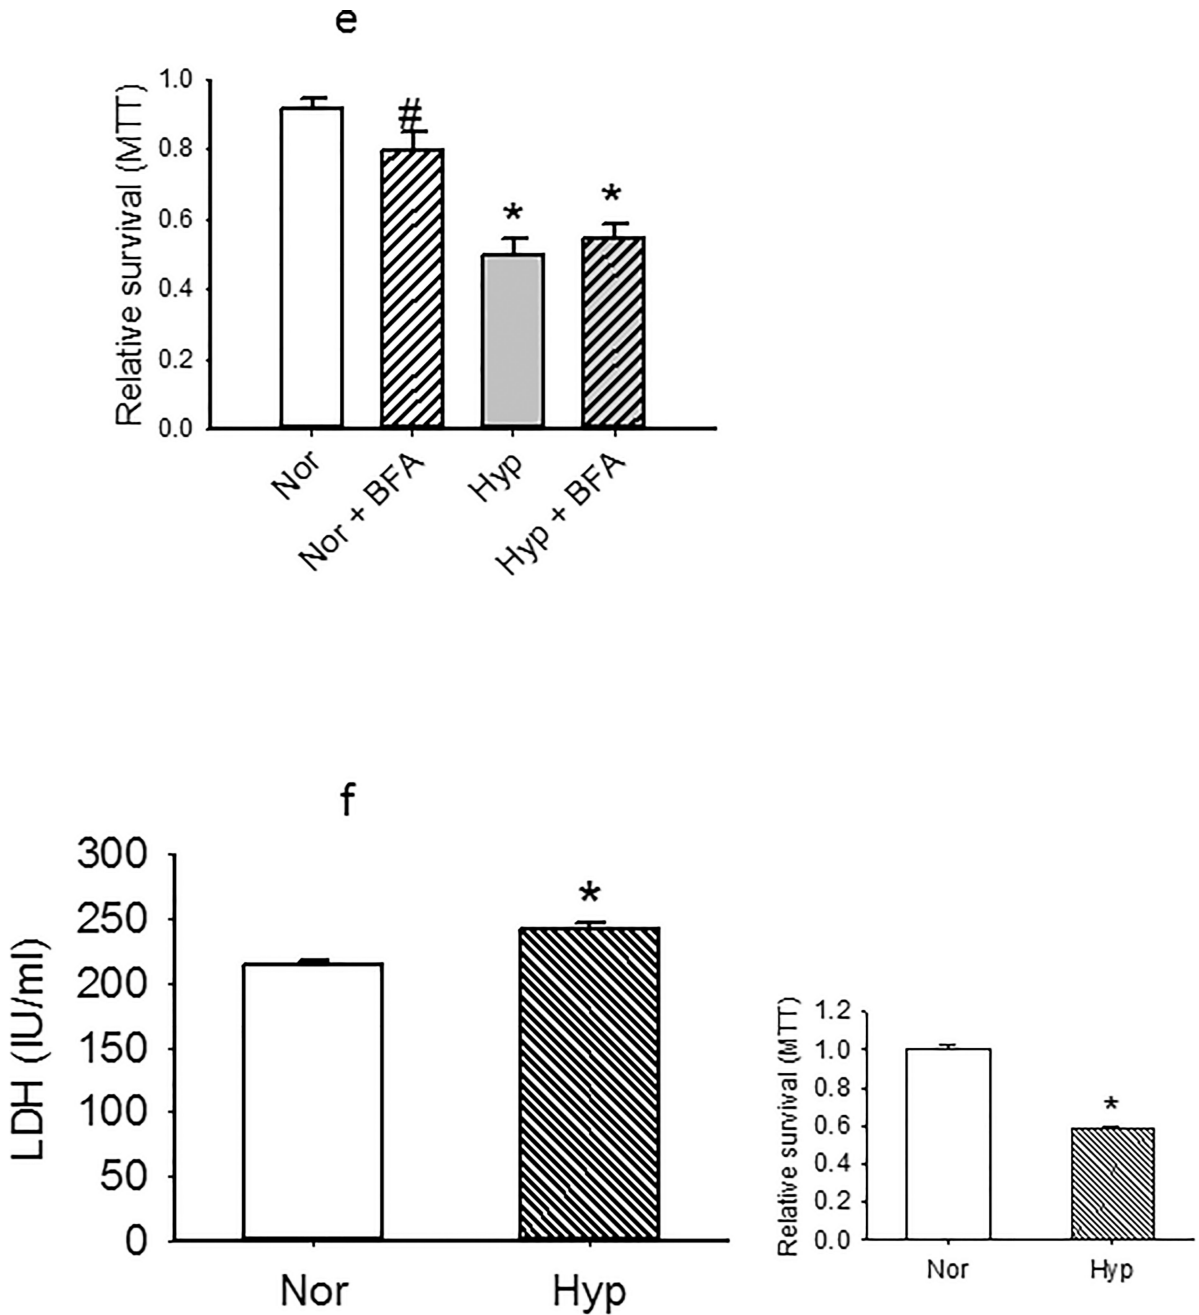 e
Relative survival (MTT)
1.0
0.8
0.6
0.4
0.2
0.0
#
*
*
Nor
Nor + BFA
Hyp
Hyp + BFA
f
LDH (IU/ml)
300
250
200
150
100
50
0
*
Nor
Hyp
Relative survival (MTT)
1.2
1.0
0.8
0.6
0.4
0.2
0.0
*
Nor
Hyp